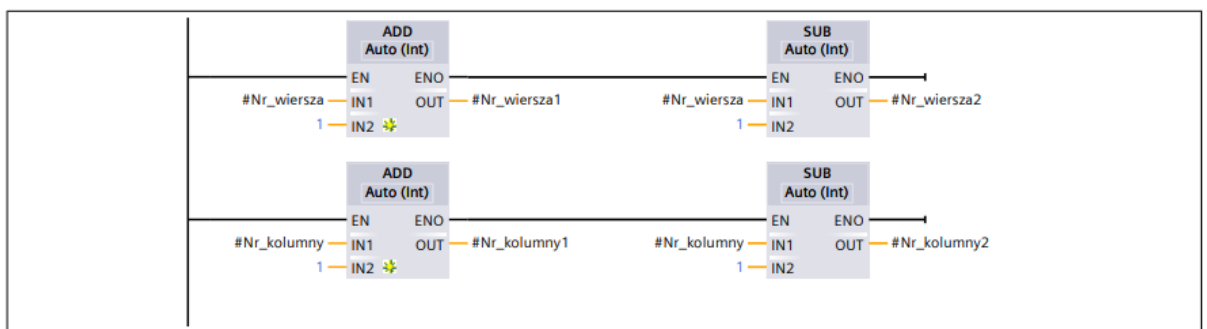 ADD SUB
Auto (Int) Auto (Int)
EN ENO EN ENO
#Nr_wiersza IN1 OUT #Nr_wiersza1 #Nr_wiersza IN1 OUT #Nr_wiersza2
1 IN2 1 IN2
ADD SUB
Auto (Int) Auto (Int)
EN ENO EN ENO
#Nr_kolumny IN1 OUT #Nr_kolumny1 #Nr_kolumny IN1 OUT #Nr_kolumny2
1 IN2 1 IN2